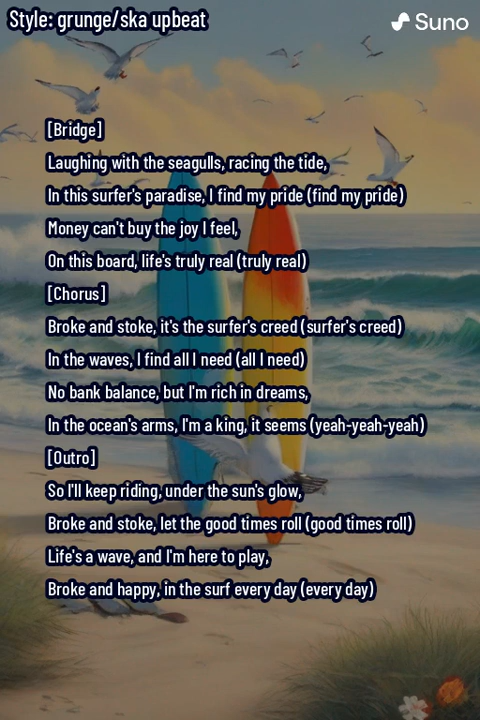 Style: grunge/ska upbeat
Suno
[Bridge]
Laughing with the seagulls, racing the tide,
In this surfer's paradise, I find my pride (find my pride)
Money can't buy the joy I feel,
On this board, life's truly real (truly real)
[Chorus]
Broke and stoke, it's the surfer's creed (surfer's creed)
In the waves, I find all I need (all I need)
No bank balance, but I'm rich in dreams,
In the ocean's arms, I'm a king, it seems (yeah-yeah-yeah)
[Outro]
So I'll keep riding, under the sun's glow,
Broke and stoke, let the good times roll (good times roll)
Life's a wave, and I'm here to play,
Broke and happy, in the surf every day (every day)